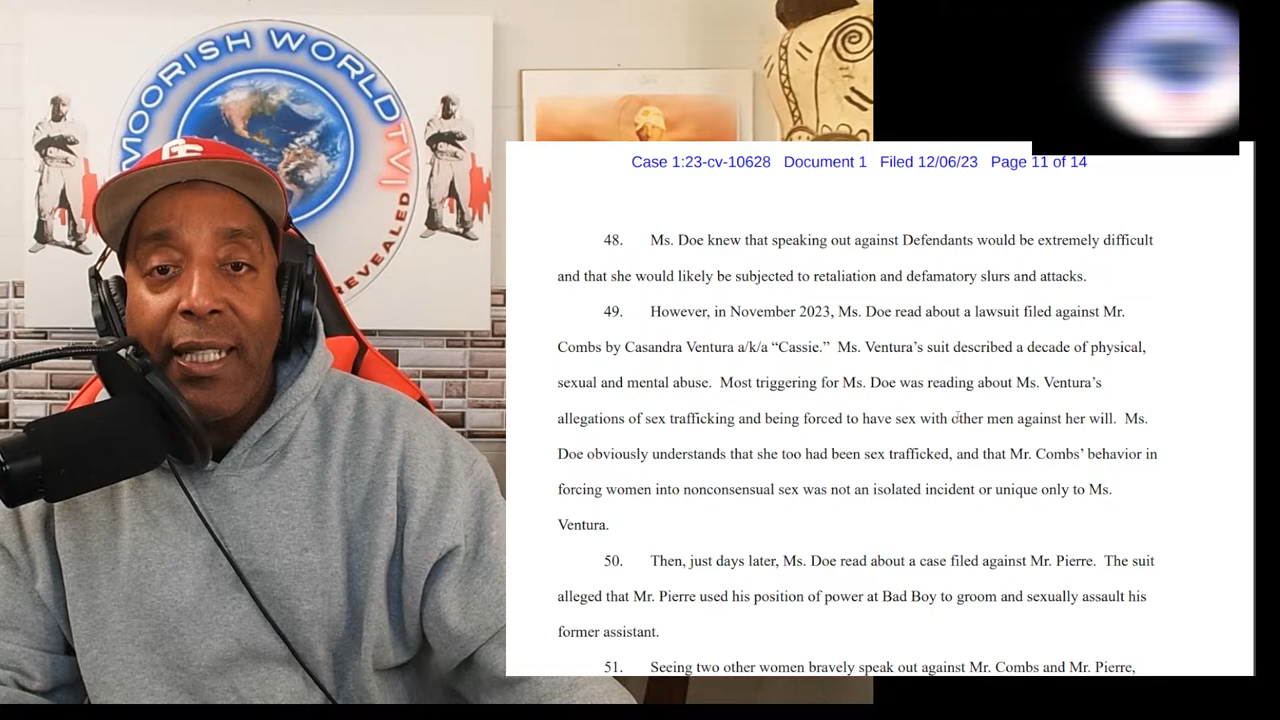 MOORISH WORLD TV
REVEALED
Case 1:23-cv-10628 Document 1 Filed 12/06/23 Page 11 of 14
48. Ms. Doe knew that speaking out against Defendants would be extremely difficult
and that she would likely be subjected to retaliation and defamatory slurs and attacks.
49. However, in November 2023, Ms. Doe read about a lawsuit filed against Mr.
Combs by Casandra Ventura a/k/a “Cassie.” Ms. Ventura’s suit described a decade of physical,
sexual and mental abuse. Most triggering for Ms. Doe was reading about Ms. Ventura’s
allegations of sex trafficking and being forced to have sex with other men against her will. Ms.
Doe obviously understands that she too had been sex trafficked, and that Mr. Combs’ behavior in
forcing women into nonconsensual sex was not an isolated incident or unique only to Ms.
Ventura.
50. Then, just days later, Ms. Doe read about a case filed against Mr. Pierre. The suit
alleged that Mr. Pierre used his position of power at Bad Boy to groom and sexually assault his
former assistant.
51. Seeing two other women bravely speak out against Mr. Combs and Mr. Pierre,